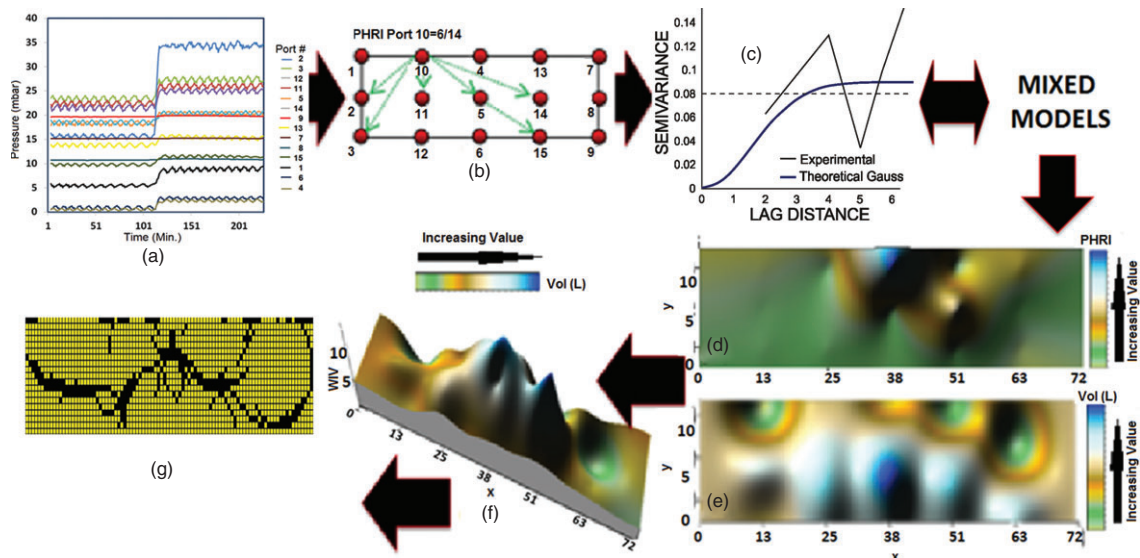 40
35
30
25
20
15
10
5
0
Pressure (mbar)
1 51 101 151 201
Time (Min.)
(a)
Port #
2
3
12
11
5
14
9
13
7
8
15
1
6
4
PHRI Port 10=6/14
1 10 4 13 7
2 11 5 14 8
3 12 6 15 9
(b)
SEMIVARIANCE
0.14
0.12
0.10
0.08
0.06
0.04
0.02
0
(c)
Experimental
Theoretical Gauss
0 1 2 3 4 5 6
LAG DISTANCE
MIXED
MODELS
Increasing Value
Vol (L)
PHRI
Increasing Value
10
5
0
y
(d)
0 13 25 38 51 63 72
Vol (L)
Increasing Value
10
5
0
y
(e)
0 13 25 38 51 63 72
x
WIV
10
5
0
13
25
38
51
63
72
x
(f)
(g)